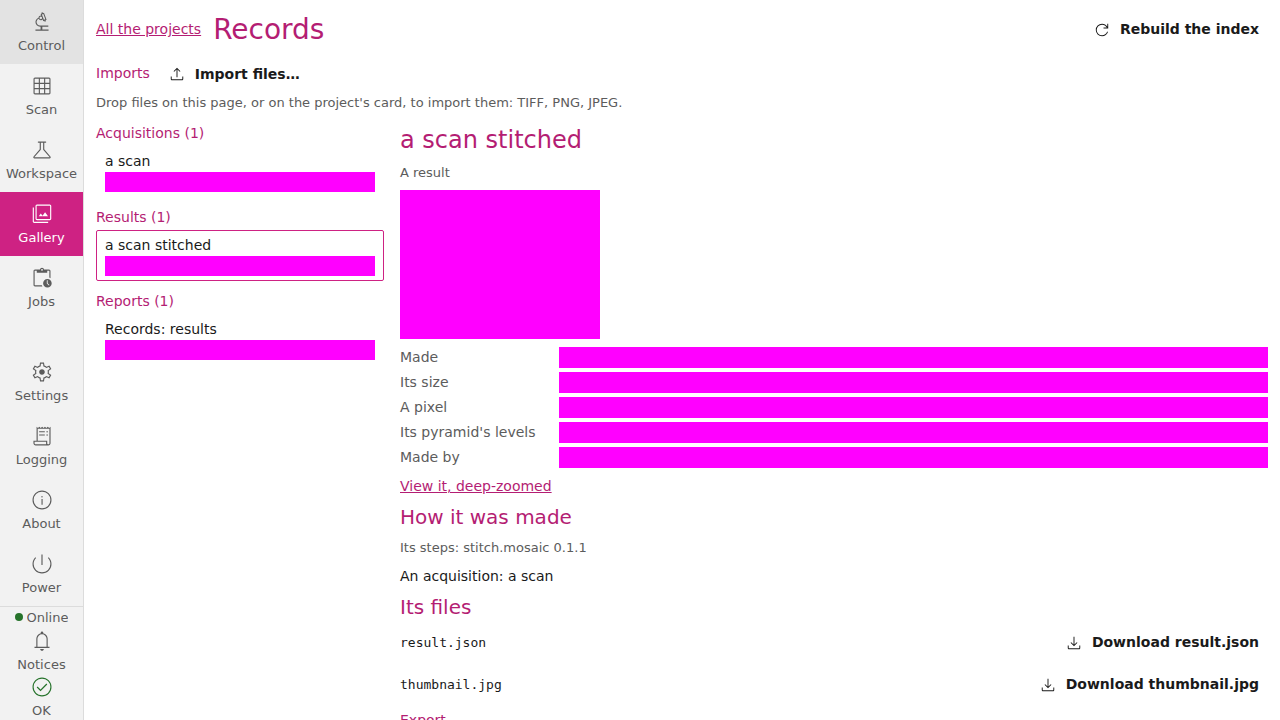 Control
Scan
Workspace
Gallery
Jobs
Settings
Logging
About
Power
Online
Notices
OK
All the projects Records
Rebuild the index
Imports Import files…
Drop files on this page, or on the project's card, to import them: TIFF, PNG, JPEG.
Acquisitions (1)
a scan
Results (1)
a scan stitched
Reports (1)
Records: results
a scan stitched
A result
Made
Its size
A pixel
Its pyramid's levels
Made by
View it, deep-zoomed
How it was made
Its steps: stitch.mosaic 0.1.1
An acquisition: a scan
Its files
result.json Download result.json
thumbnail.jpg Download thumbnail.jpg
Export